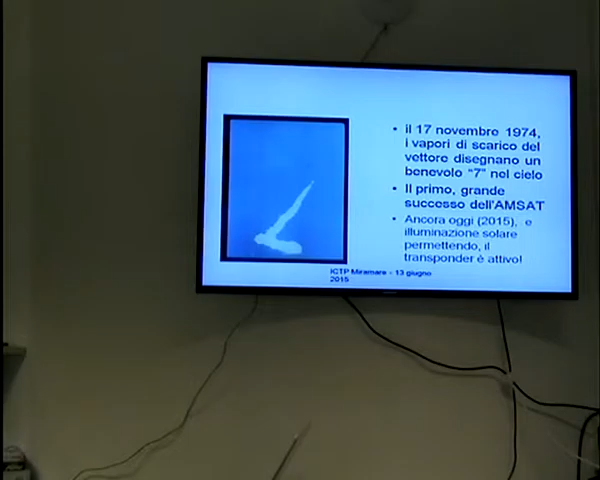 • il 17 novembre 1974,
i vapori di scarico del
vettore disegnano un
benevolo "7" nel cielo
• Il primo, grande
successo dell'AMSAT
• Ancora oggi (2015), e
illuminazione solare
permettendo, il
transponder è attivo!
ICTP Miramare - 13 giugno
2015